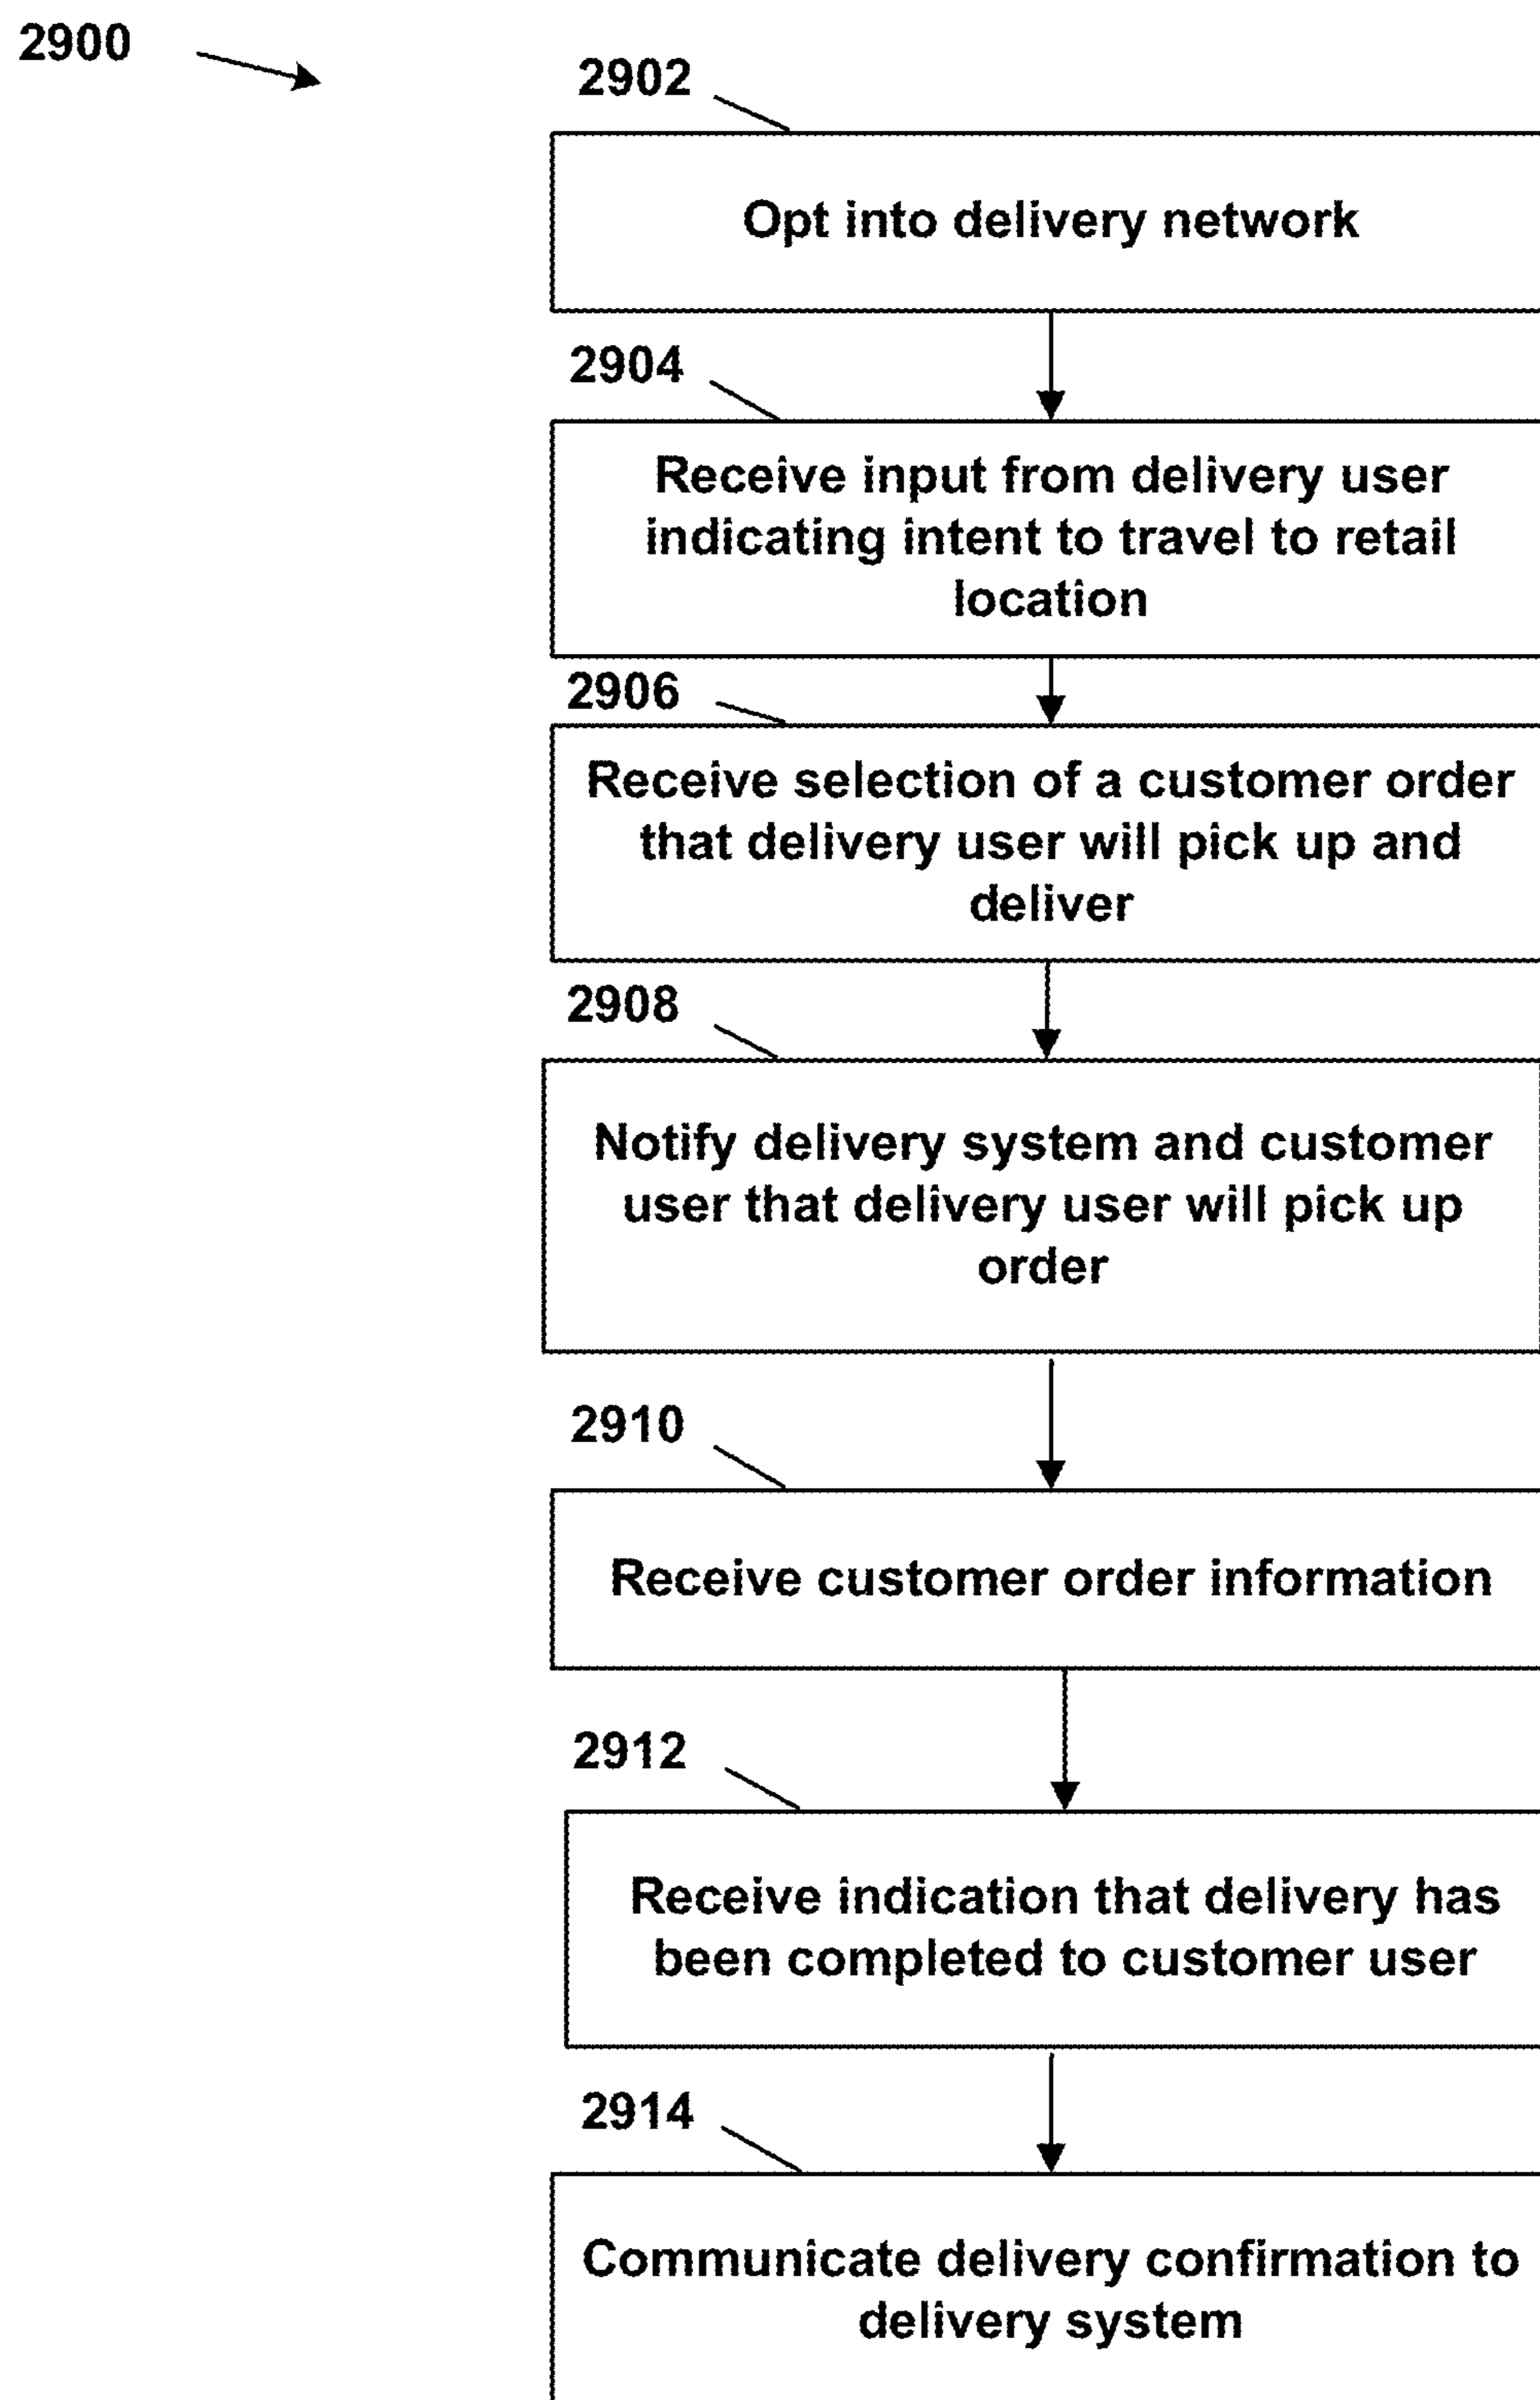 2900
2902
Opt into delivery network
2904
Receive input from delivery user
indicating intent to travel to retail
location
2906
Receive selection of a customer order
that delivery user will pick up and
deliver
2908
Notify delivery system and customer
user that delivery user will pick up
order
2910
Receive customer order information
2912
Receive indication that delivery has
been completed to customer user
2914
Communicate delivery confirmation to
delivery system